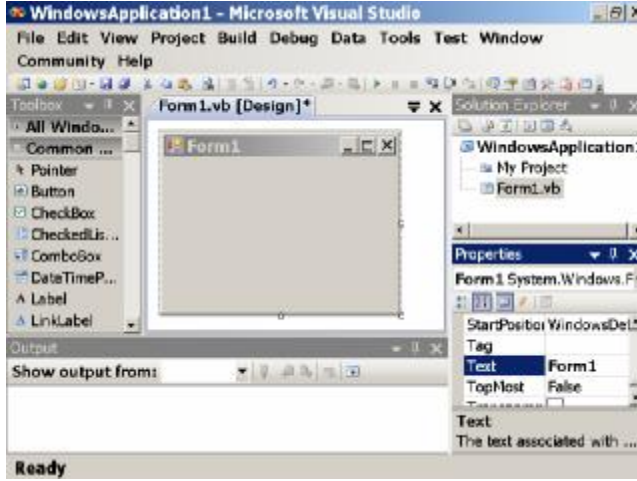 WindowsApplication1 - Microsoft Visual Studio
File Edit View Project Build Debug Data Tools Test Window
Community Help
Toolbox
Form1.vb [Design]*
Solution Explorer
All Windo...
Common ...
Pointer
Button
CheckBox
CheckedLis...
ComboBox
DateTimeP...
Label
LinkLabel
Form1
WindowsApplication1
My Project
Form1.vb
Properties
Form1 System.Windows.F
StartPositior WindowsDef
Tag
Text Form1
TopMost False
Text
The text associated with ...
Output
Show output from:
Ready